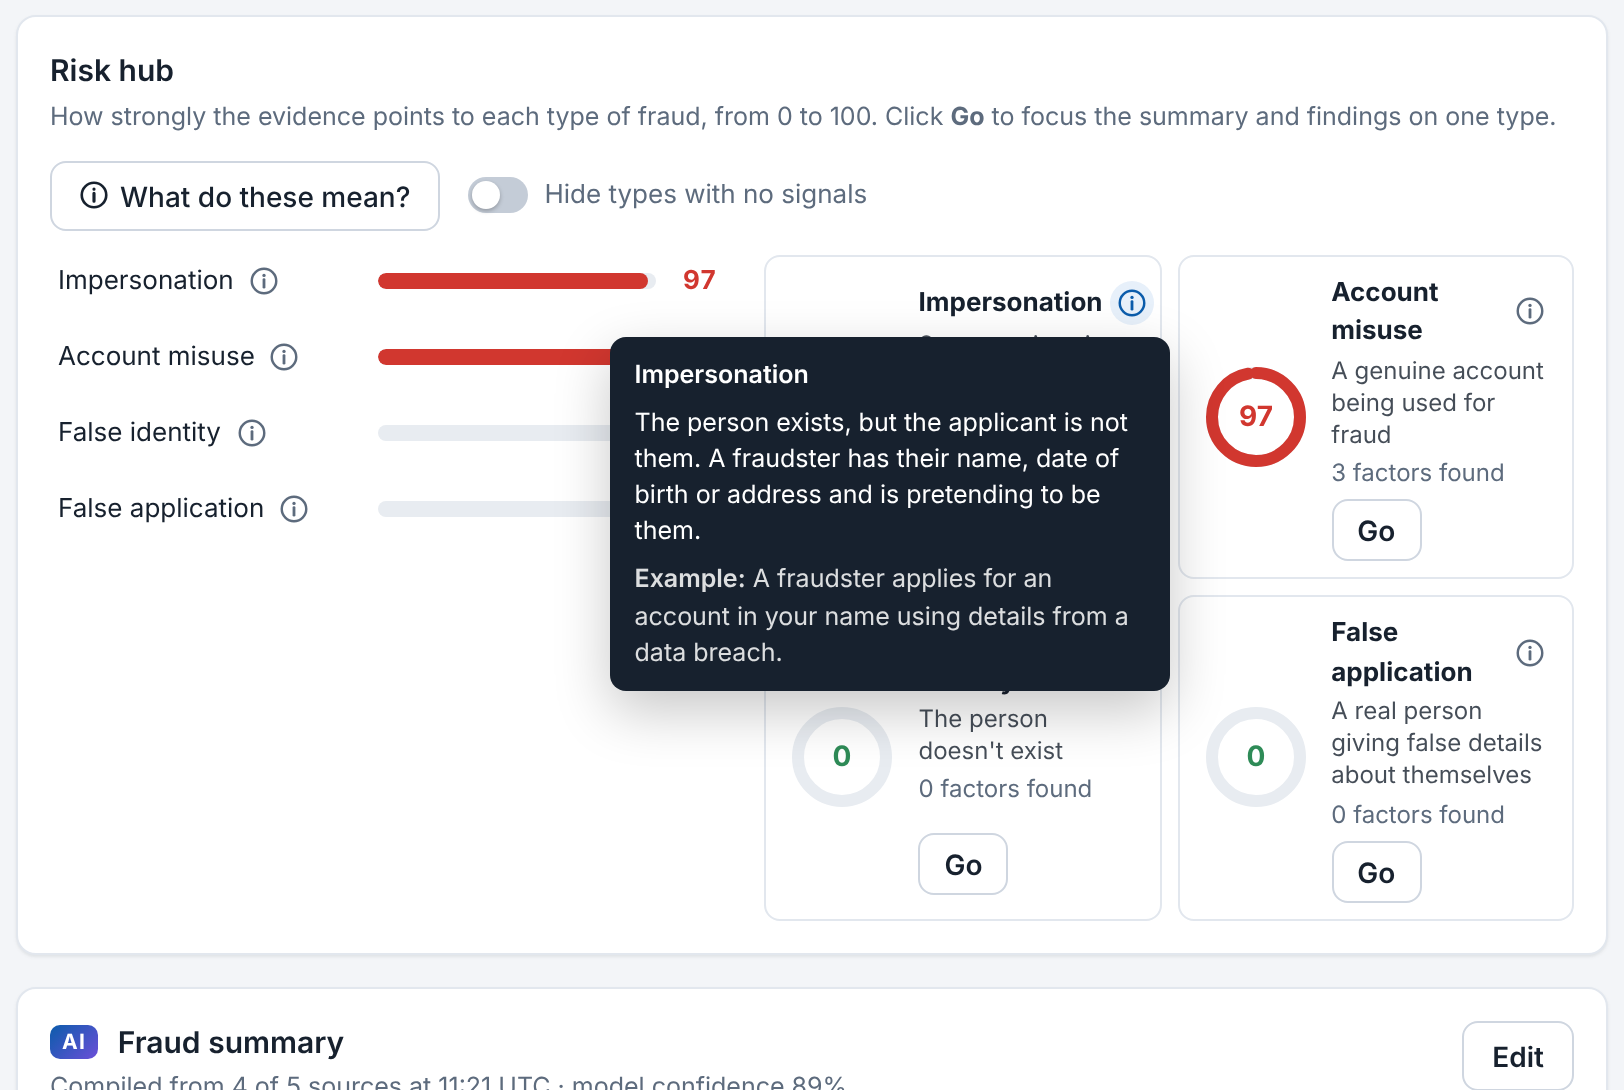 Risk hub
How strongly the evidence points to each type of fraud, from 0 to 100. Click Go to focus the summary and findings on one type.
What do these mean?
Hide types with no signals
Impersonation
97
Account misuse
False identity
False application
Impersonation
Impersonation
The person exists, but the applicant is not
them. A fraudster has their name, date of
birth or address and is pretending to be
them.
Example: A fraudster applies for an
account in your name using details from a
data breach.
97
Account
misuse
A genuine account
being used for
fraud
3 factors found
Go
0
The person
doesn't exist
0 factors found
Go
0
False
application
A real person
giving false details
about themselves
0 factors found
Go
AI
Fraud summary
Edit
Compiled from 4 of 5 sources at 11:21 UTC · model confidence 89%